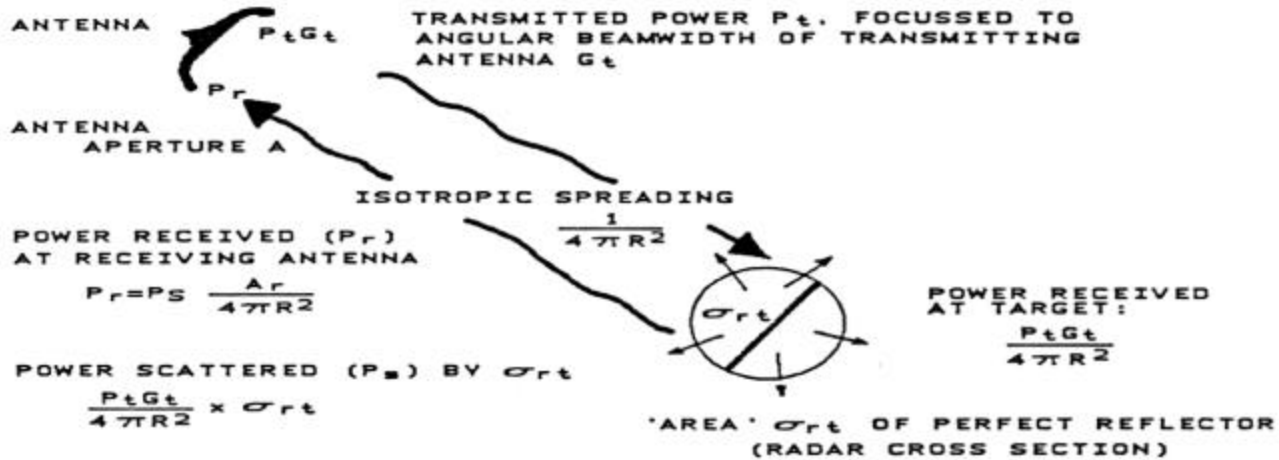 ANTENNA
PtGt
TRANSMITTED POWER Pt, FOCUSSED TO
ANGULAR BEAMWIDTH OF TRANSMITTING
ANTENNA Gt
Pr
ANTENNA
APERTURE A
ISOTROPIC SPREADING
1
4πR²
POWER RECEIVED (Pr)
AT RECEIVING ANTENNA
Pr=PS Ar
4πR²
σrt
POWER RECEIVED
AT TARGET:
PtGt
4πR²
POWER SCATTERED (Ps) BY σrt
PtGt
4πR² x σrt
'AREA' σrt OF PERFECT REFLECTOR
(RADAR CROSS SECTION)